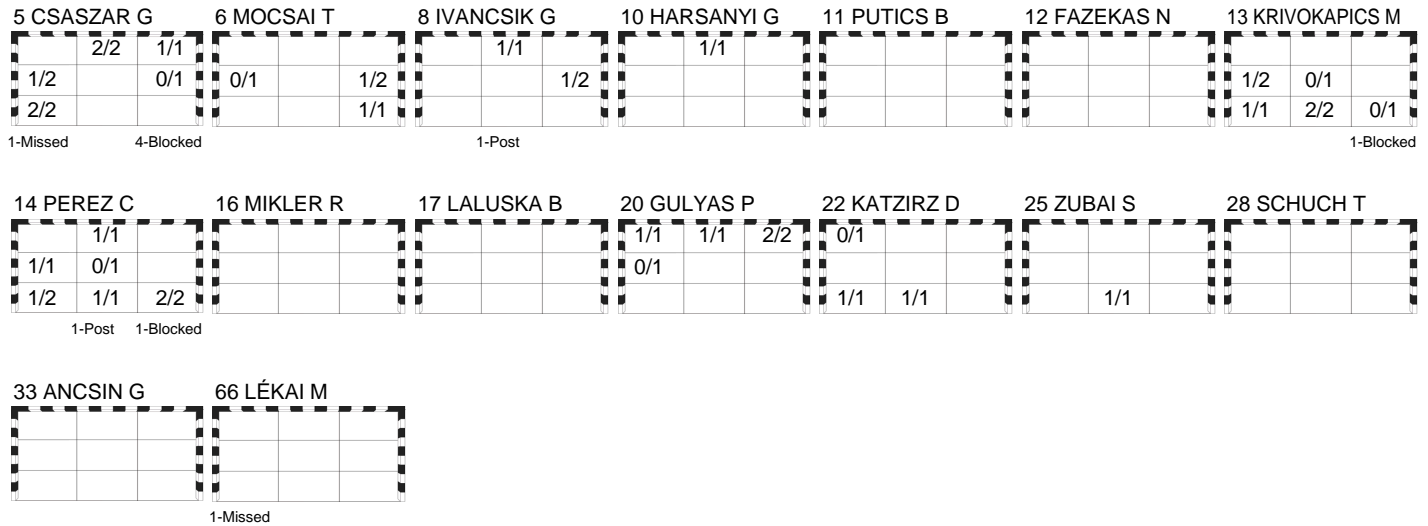 5 CSASZAR G 6 MOCSAI T 8 IVANCSIK G 10 HARSANYI G 11 PUTICS B 12 FAZEKAS N 13 KRIVOKAPICS M
2/2 1/1 1/1 1/1
1/2 0/1 0/1 1/2 1/2 1/2 0/1
2/2 1/1 1/1 2/2 0/1
1-Missed 4-Blocked 1-Post 1-Blocked
14 PEREZ C 16 MIKLER R 17 LALUSKA B 20 GULYAS P 22 KATZIRZ D 25 ZUBAI S 28 SCHUCH T
1/1 1/1 1/1 2/2 0/1
1/1 0/1 0/1
1/2 1/1 2/2 1/1 1/1 1/1
1-Post 1-Blocked
33 ANCSIN G 66 LÉKAI M
1-Missed